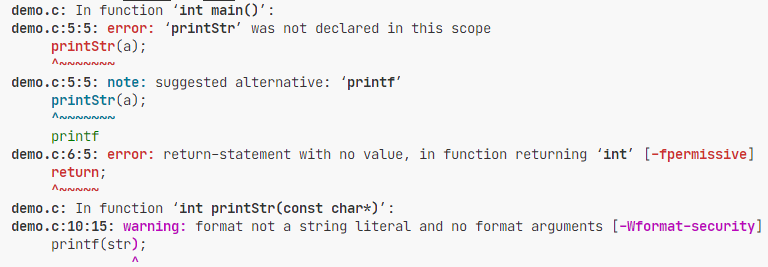 demo.c: In function ‘int main()’:
demo.c:5:5: error: ‘printStr’ was not declared in this scope
printStr(a);
^~~~~~~~
demo.c:5:5: note: suggested alternative: ‘printf’
printStr(a);
^~~~~~~~
printf
demo.c:6:5: error: return-statement with no value, in function returning ‘int’ [-fpermissive]
return;
^~~~~~
demo.c: In function ‘int printStr(const char*)’:
demo.c:10:15: warning: format not a string literal and no format arguments [-Wformat-security]
printf(str);
^